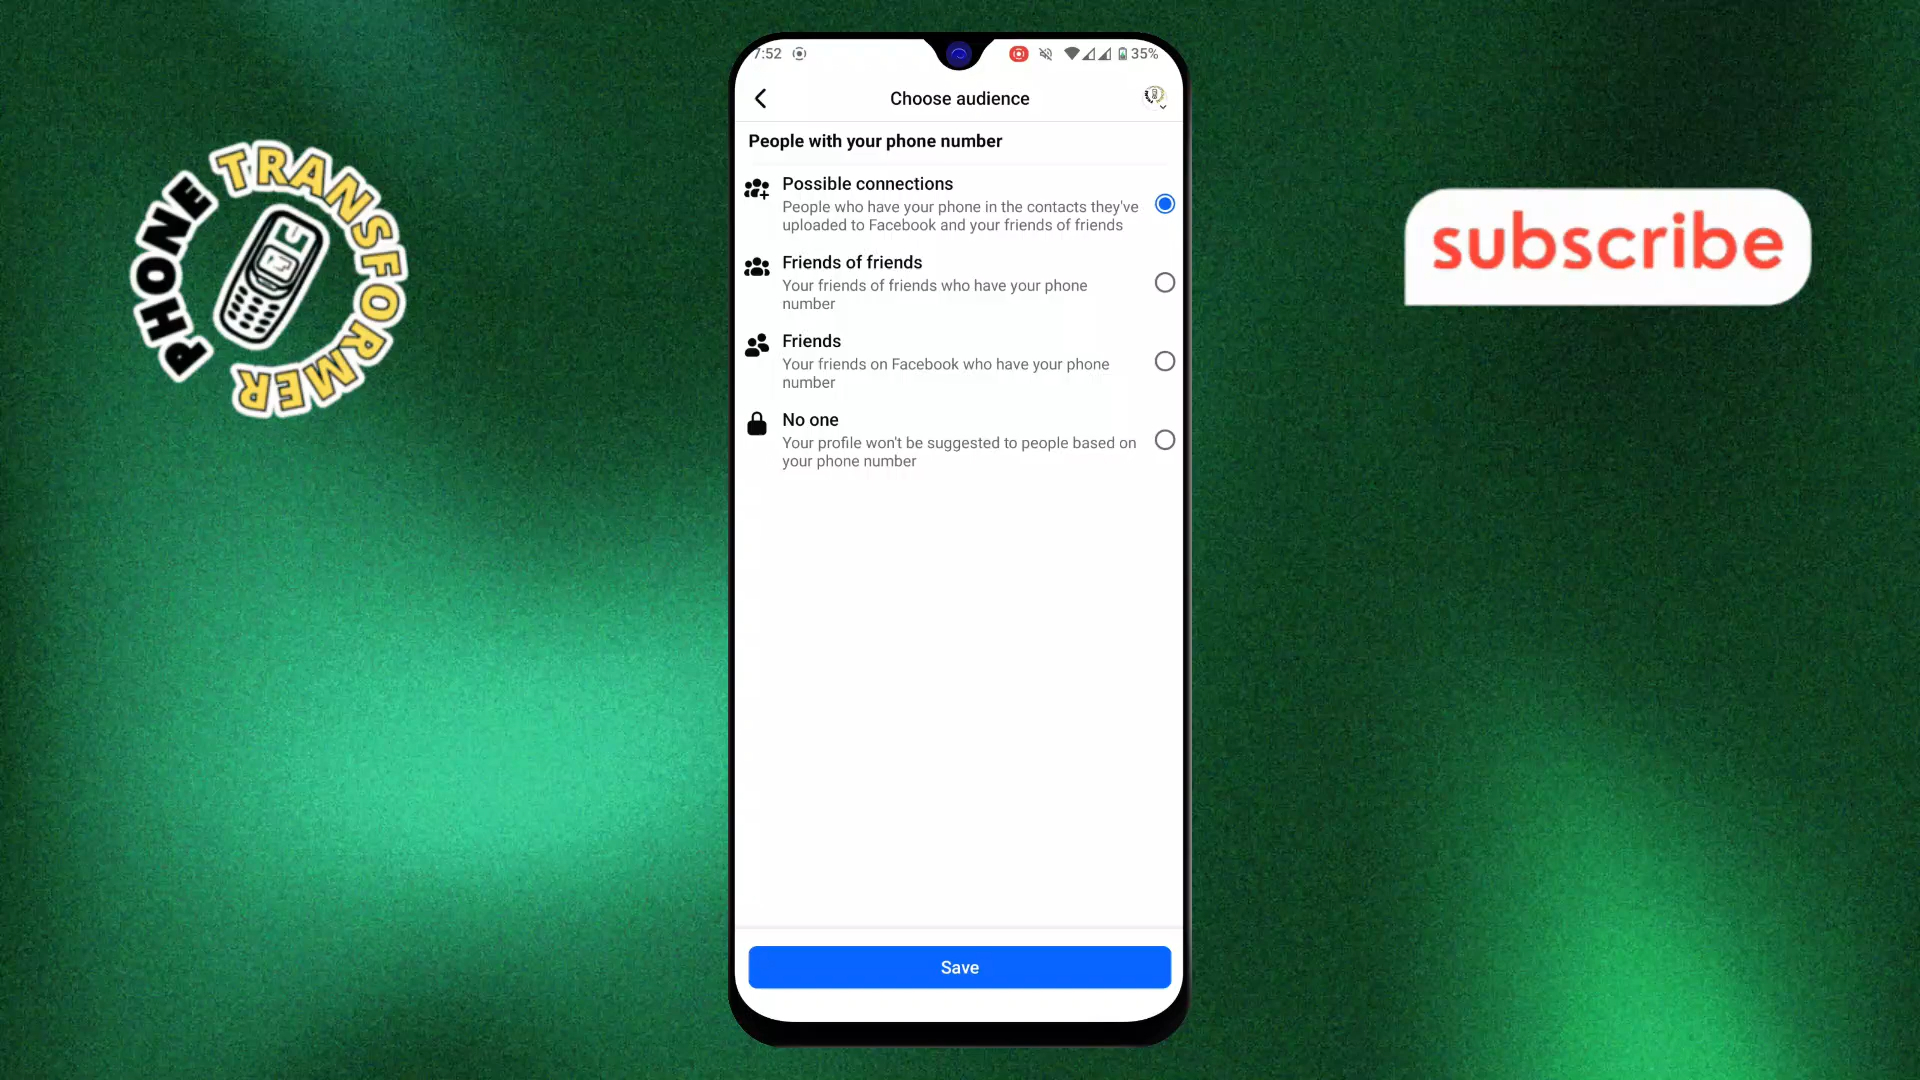 PHONE TRANSFORMER
subscribe
7:52
35%
Choose audience
People with your phone number
Possible connections
People who have your phone in the contacts they've
uploaded to Facebook and your friends of friends
Friends of friends
Your friends of friends who have your phone
number
Friends
Your friends on Facebook who have your phone
number
No one
Your profile won't be suggested to people based on
your phone number
Save